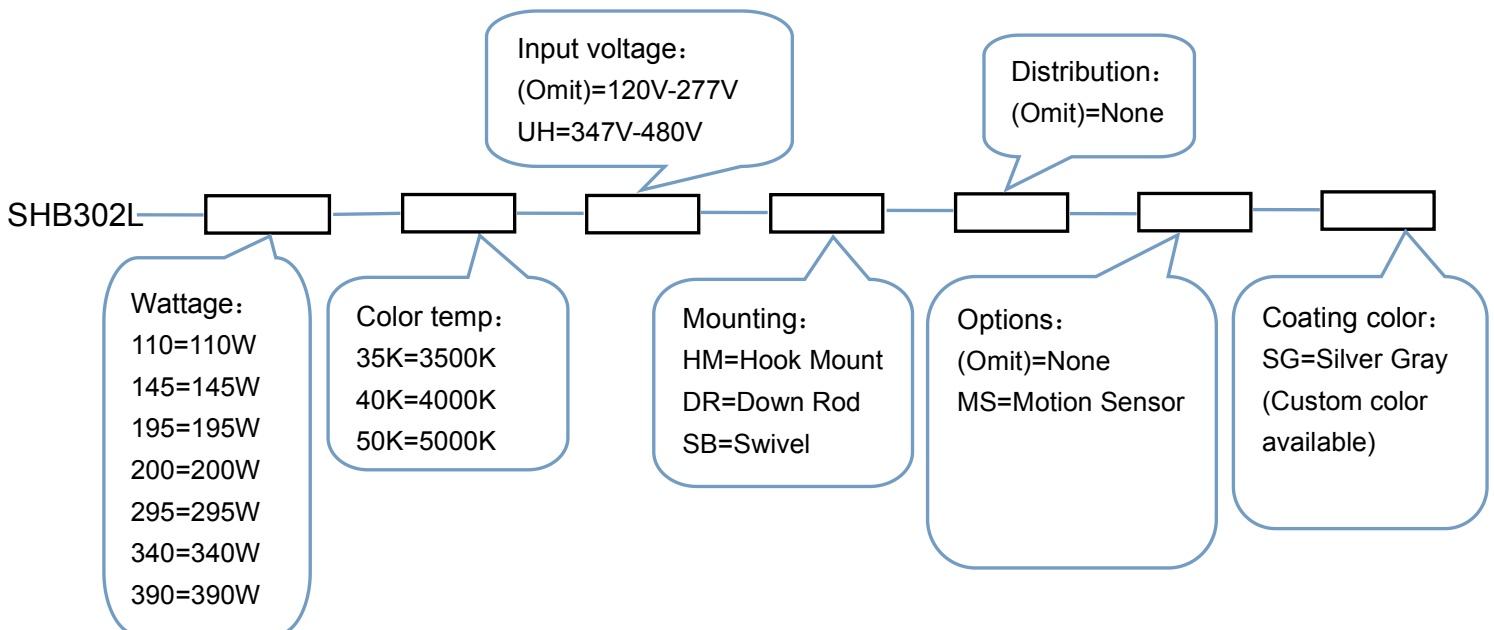 Input voltage：
(Omit)=120V-277V
UH=347V-480V
Distribution：
(Omit)=None
SHB302L
Wattage：
110=110W
145=145W
195=195W
200=200W
295=295W
340=340W
390=390W
Color temp：
35K=3500K
40K=4000K
50K=5000K
Mounting：
HM=Hook Mount
DR=Down Rod
SB=Swivel
Options：
(Omit)=None
MS=Motion Sensor
Coating color：
SG=Silver Gray
(Custom color
available)